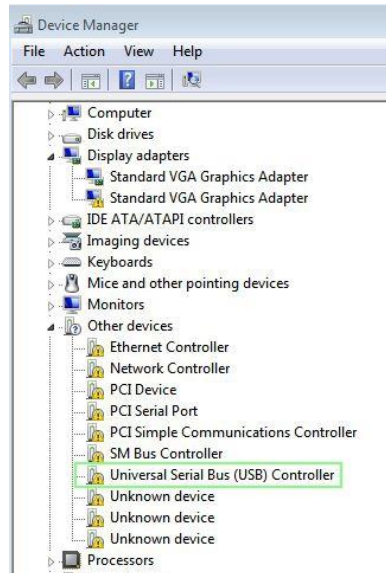 Device Manager
File Action View Help
Computer
Disk drives
Display adapters
Standard VGA Graphics Adapter
Standard VGA Graphics Adapter
IDE ATA/ATAPI controllers
Imaging devices
Keyboards
Mice and other pointing devices
Monitors
Other devices
Ethernet Controller
Network Controller
PCI Device
PCI Serial Port
PCI Simple Communications Controller
SM Bus Controller
Universal Serial Bus (USB) Controller
Unknown device
Unknown device
Unknown device
Processors